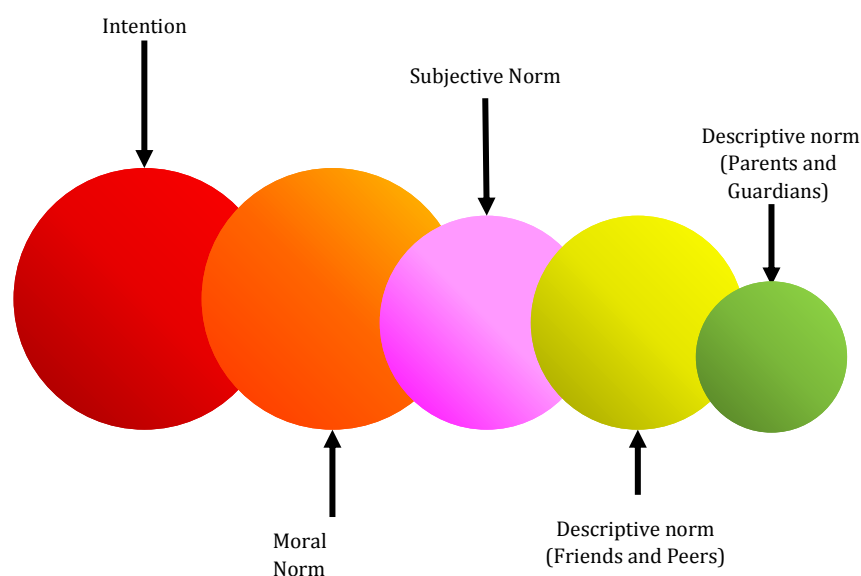 Intention
Subjective Norm
Descriptive norm
(Parents and
Guardians)
Moral
Norm
Descriptive norm
(Friends and Peers)